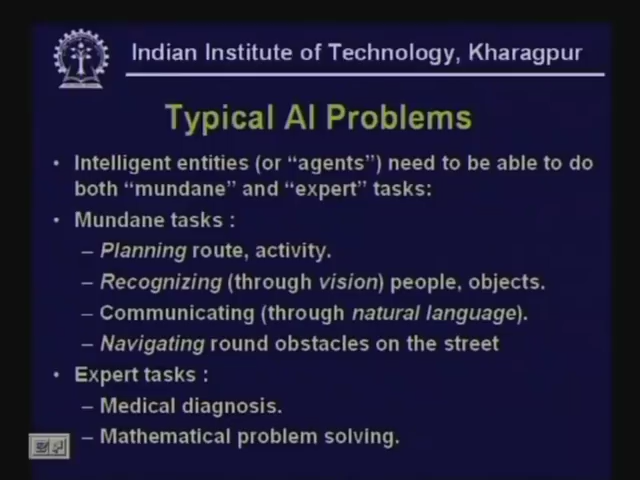 Indian Institute of Technology, Kharagpur
Typical AI Problems
• Intelligent entities (or “agents”) need to be able to do
both “mundane” and “expert” tasks:
• Mundane tasks :
– Planning route, activity.
– Recognizing (through vision) people, objects.
– Communicating (through natural language).
– Navigating round obstacles on the street
• Expert tasks :
– Medical diagnosis.
– Mathematical problem solving.